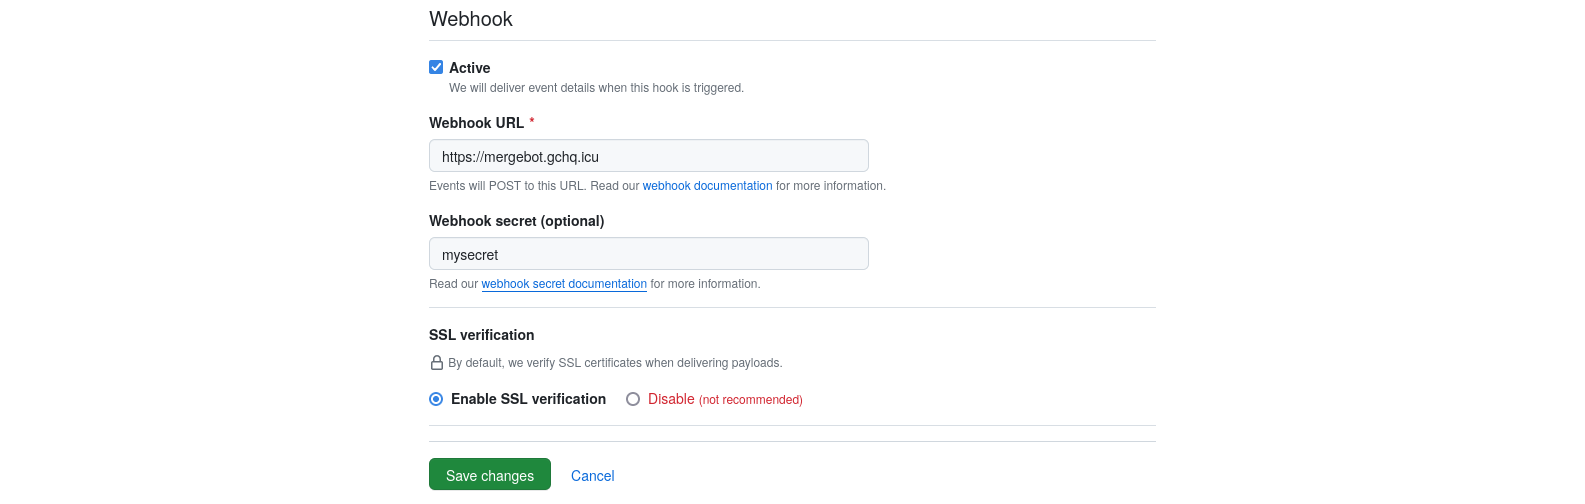 Webhook
Active
We will deliver event details when this hook is triggered.
Webhook URL *
https://mergebot.gchq.icu
Events will POST to this URL. Read our webhook documentation for more information.
Webhook secret (optional)
mysecret
Read our webhook secret documentation for more information.
SSL verification
By default, we verify SSL certificates when delivering payloads.
Enable SSL verification Disable (not recommended)
Save changes Cancel